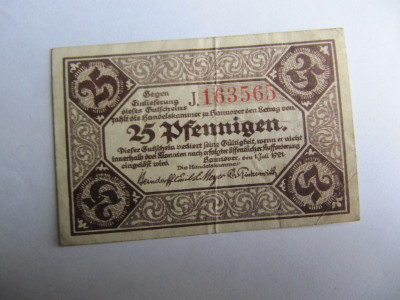 25
Gegen
Einlieferung
dieses Gutscheins
J. 163565
zahlt die Handelskammer zu Hannover den Betrag von
25 Pfennigen.
Dieser Gutschein verliert seine Gültigkeit, wenn er nicht
innerhalb drei Monaten nach erfolgter öffentlicher Aufforderung
eingelöst wird.
Hannover, den 1. Juli 1921
Die Handelskammer
25
25
25